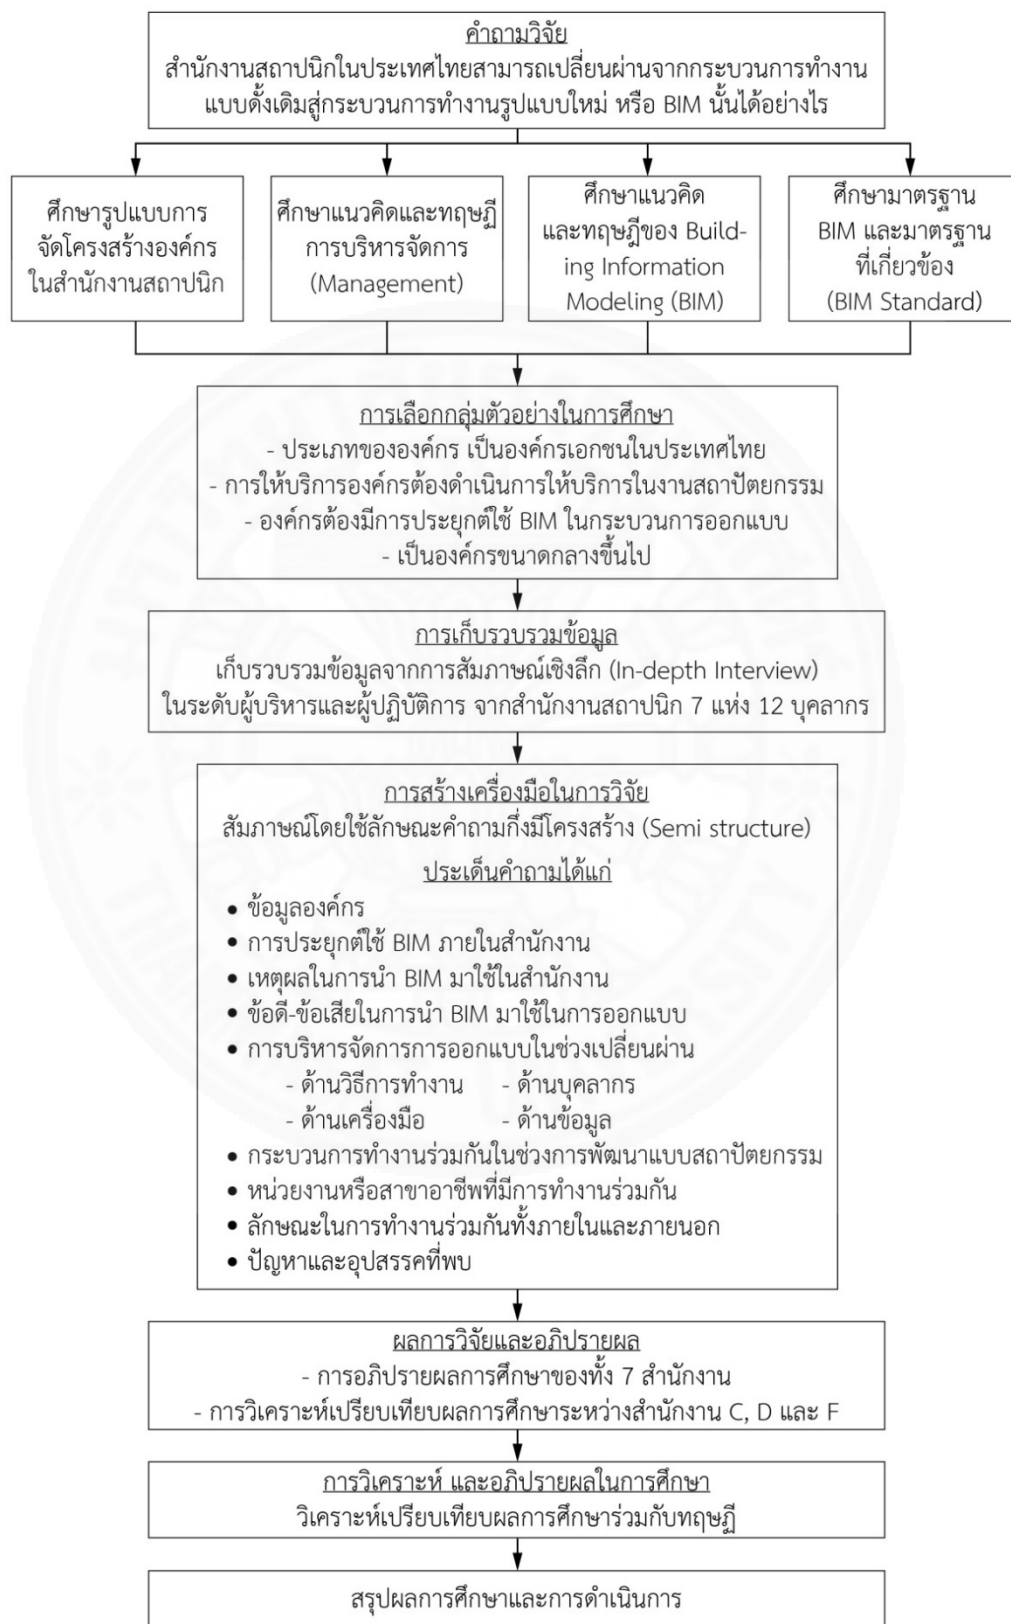 คำถามวิจัย
สำนักงานสถาปนิกในประเทศไทยสามารถเปลี่ยนผ่านจากกระบวนการทำงาน
แบบดั้งเดิมสู่กระบวนการทำงานรูปแบบใหม่ หรือ BIM นั้นได้อย่างไร
ศึกษารูปแบบการ
จัดโครงสร้างองค์กร
ในสำนักงานสถาปนิก
ศึกษาแนวคิดและทฤษฎี
การบริหารจัดการ
(Management)
ศึกษาแนวคิด
และทฤษฎีของ Build-
ing Information
Modeling (BIM)
ศึกษามาตรฐาน
BIM และมาตรฐาน
ที่เกี่ยวข้อง
(BIM Standard)
การเลือกกลุ่มตัวอย่างในการศึกษา
- ประเภทขององค์กร เป็นองค์กรเอกชนในประเทศไทย
- การให้บริการองค์กรต้องดำเนินการให้บริการในงานสถาปัตยกรรม
- องค์กรต้องมีการประยุกต์ใช้ BIM ในกระบวนการออกแบบ
- เป็นองค์กรขนาดกลางขึ้นไป
การเก็บรวบรวมข้อมูล
เก็บรวบรวมข้อมูลจากการสัมภาษณ์เชิงลึก (In-depth Interview)
ในระดับผู้บริหารและผู้ปฏิบัติการ จากสำนักงานสถาปนิก 7 แห่ง 12 บุคลากร
การสร้างเครื่องมือในการวิจัย
สัมภาษณ์โดยใช้ลักษณะคำถามกึ่งมีโครงสร้าง (Semi structure)
ประเด็นคำถามได้แก่
• ข้อมูลองค์กร
• การประยุกต์ใช้ BIM ภายในสำนักงาน
• เหตุผลในการนำ BIM มาใช้ในสำนักงาน
• ข้อดี-ข้อเสียในการนำ BIM มาใช้ในการออกแบบ
• การบริหารจัดการการออกแบบในช่วงเปลี่ยนผ่าน
- ด้านวิธีการทำงาน - ด้านบุคลากร
- ด้านเครื่องมือ - ด้านข้อมูล
• กระบวนการทำงานร่วมกันในช่วงการพัฒนาแบบสถาปัตยกรรม
• หน่วยงานหรือสาขาอาชีพที่มีการทำงานร่วมกัน
• ลักษณะในการทำงานร่วมกันทั้งภายในและภายนอก
• ปัญหาและอุปสรรคที่พบ
ผลการวิจัยและอภิปรายผล
- การอภิปรายผลการศึกษาของทั้ง 7 สำนักงาน
- การวิเคราะห์เปรียบเทียบผลการศึกษาระหว่างสำนักงาน C, D และ F
การวิเคราะห์ และอภิปรายผลในการศึกษา
วิเคราะห์เปรียบเทียบผลการศึกษาร่วมกับทฤษฎี
สรุปผลการศึกษาและการดำเนินการ